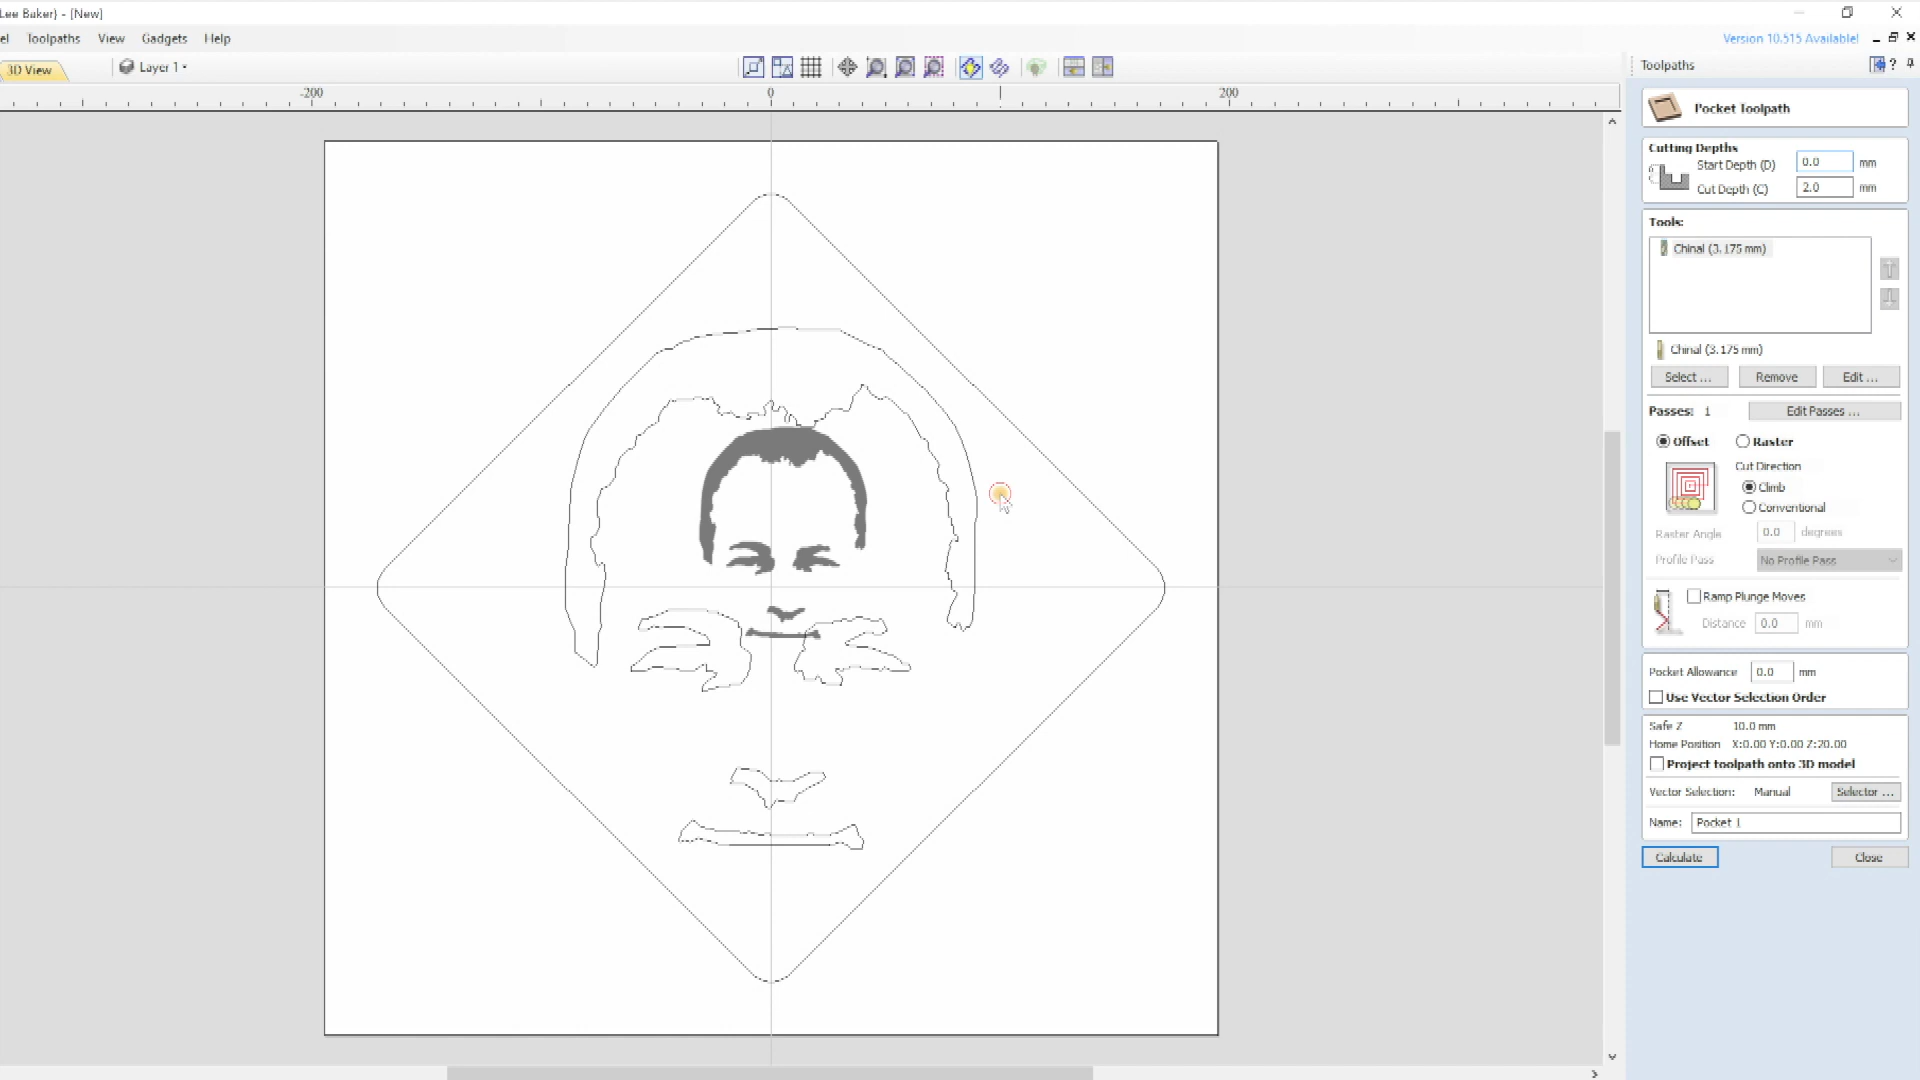 Lee Baker} - [New]
el Toolpaths View Gadgets Help
Version 10.515 Available!
3D View Layer 1
Toolpaths
-200 0 200
Pocket Toolpath
Cutting Depths
Start Depth (D) 0.0 mm
Cut Depth (C) 2.0 mm
Tools:
China1 (3.175 mm)
China1 (3.175 mm)
Select ... Remove Edit ...
Passes: 1 Edit Passes ...
Offset Raster
Cut Direction
Climb
Conventional
Raster Angle 0.0 degrees
Profile Pass No Profile Pass
Ramp Plunge Moves
Distance 0.0 mm
Pocket Allowance 0.0 mm
Use Vector Selection Order
Safe Z 10.0 mm
Home Position X:0.00 Y:0.00 Z:20.00
Project toolpath onto 3D model
Vector Selection: Manual Selector ...
Name: Pocket 1
Calculate Close